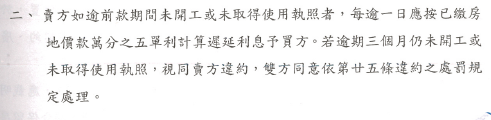 二、賣方如逾前款期間未開工或未取得使用執照者，每逾一日應按已繳房
地價款萬分之五單利計算遲延利息予買方。若逾期三個月仍未開工或
未取得使用執照，視同賣方違約，雙方同意依第廿五條違約之處罰規
定處理。